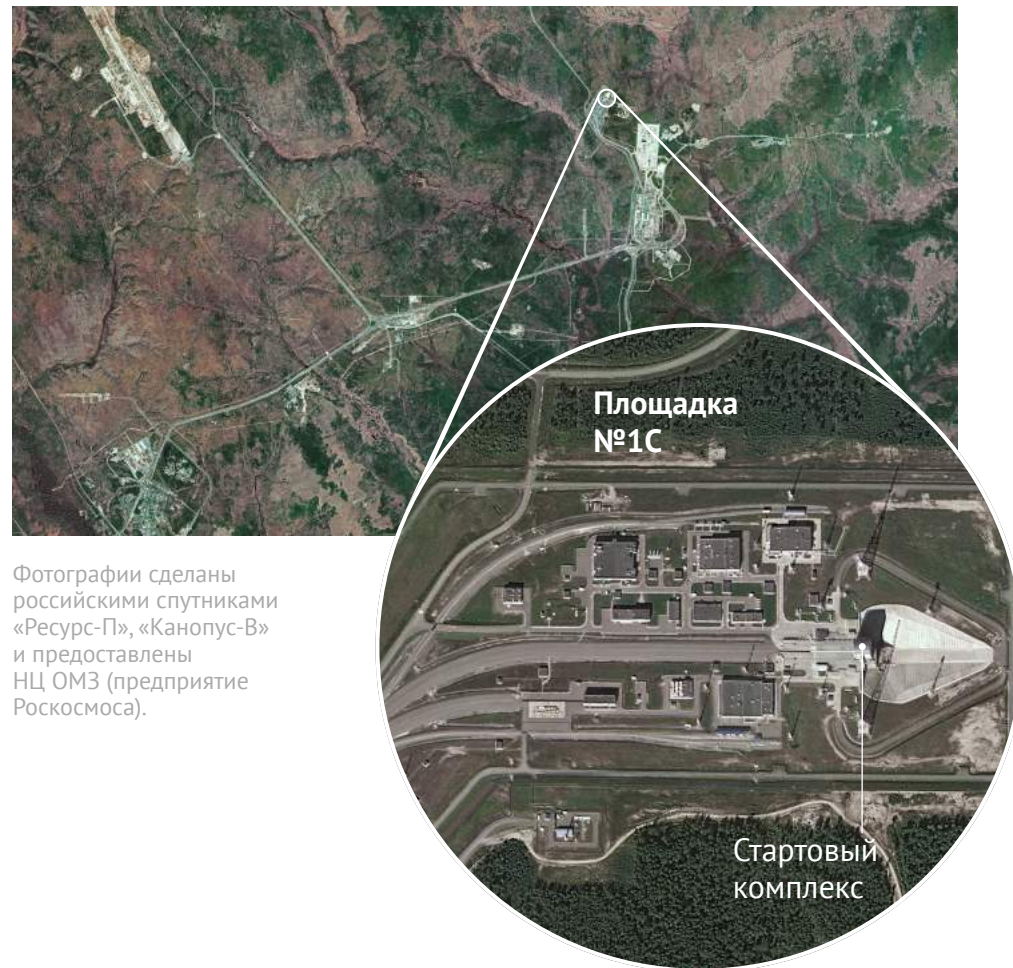 Площадка
№1С
Фотографии сделаны
российскими спутниками
«Ресурс-П», «Канопус-В»
и предоставлены
НЦ ОМЗ (предприятие
Роскосмоса).
Стартовый
комплекс